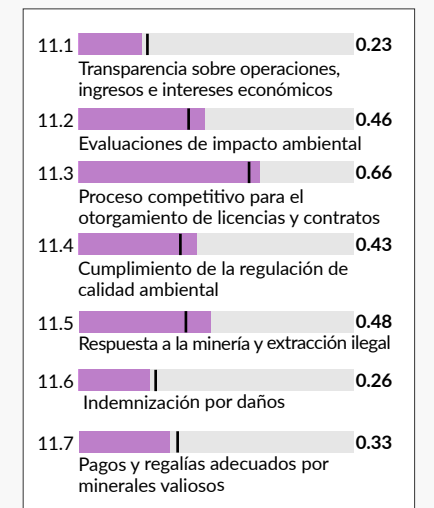 11.1 0.23
Transparencia sobre operaciones,
ingresos e intereses económicos
11.2 0.46
Evaluaciones de impacto ambiental
11.3 0.66
Proceso competitivo para el
otorgamiento de licencias y contratos
11.4 0.43
Cumplimiento de la regulación de
calidad ambiental
11.5 0.48
Respuesta a la minería y extracción ilegal
11.6 0.26
Indemnización por daños
11.7 0.33
Pagos y regalías adecuados por
minerales valiosos